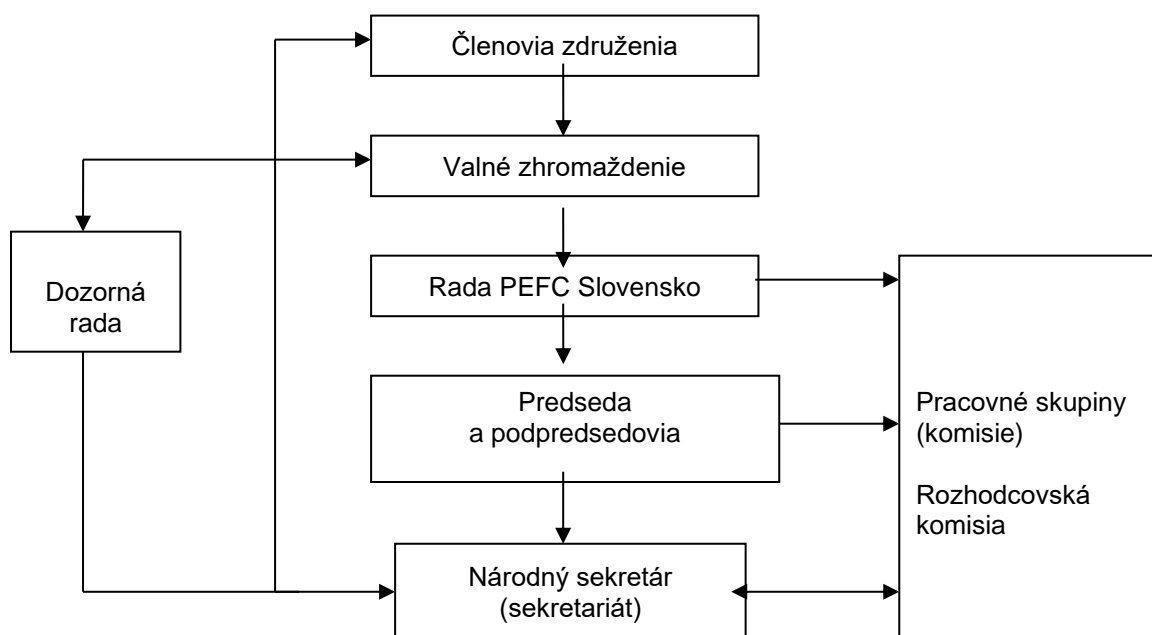 Členovia združenia
Valné zhromaždenie
Dozorná
rada
Rada PEFC Slovensko
Predseda
a podpredsedovia
Pracovné skupiny
(komisie)
Rozhodcovská
komisia
Národný sekretár
(sekretariát)